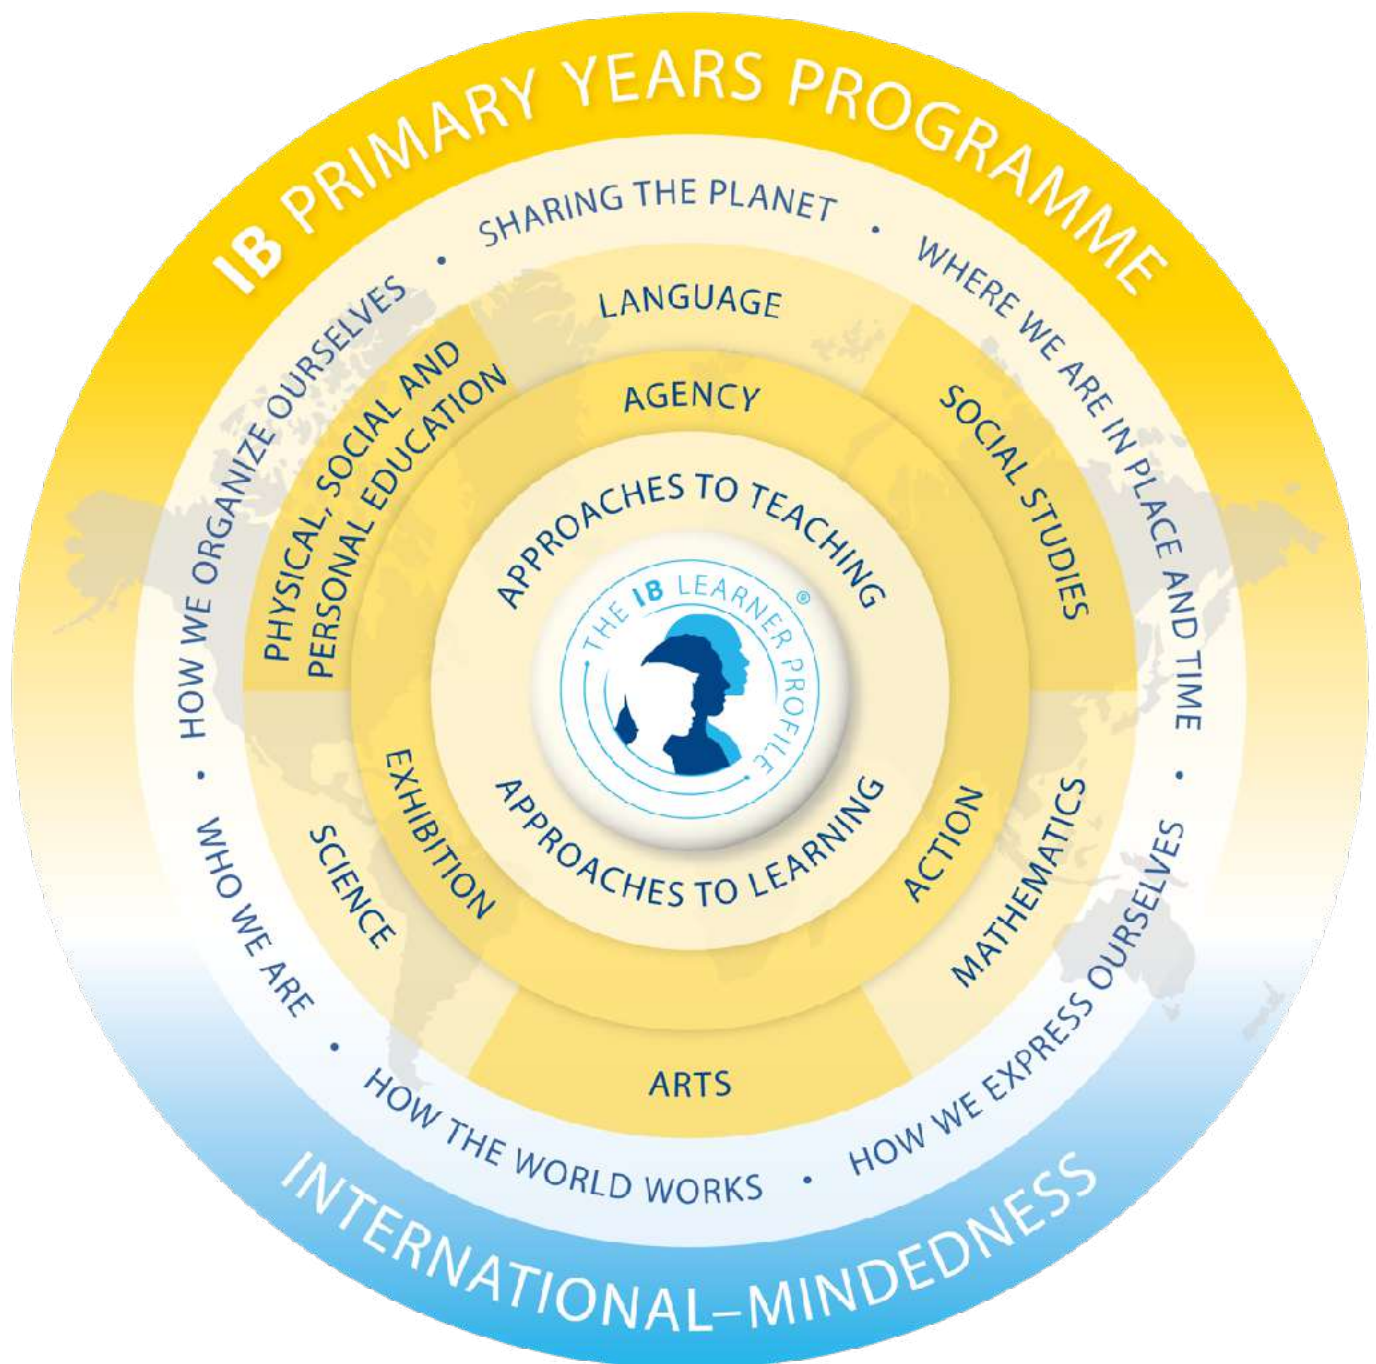 IB PRIMARY YEARS PROGRAMME
SHARING THE PLANET
•
WHERE WE ARE IN PLACE AND TIME
•
HOW WE EXPRESS OURSELVES
•
HOW THE WORLD WORKS
•
WHO WE ARE
•
HOW WE ORGANIZE OURSELVES
•
LANGUAGE
SOCIAL STUDIES
MATHEMATICS
ARTS
SCIENCE
PHYSICAL, SOCIAL AND
PERSONAL EDUCATION
AGENCY
ACTION
EXHIBITION
APPROACHES TO TEACHING
THE IB LEARNER PROFILE ®
APPROACHES TO LEARNING
INTERNATIONAL–MINDEDNESS